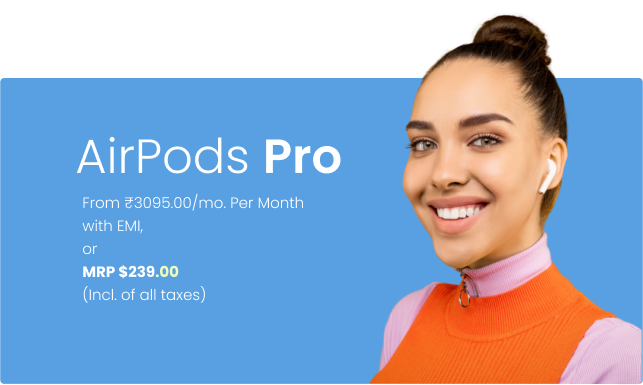 AirPods Pro
From ₹3095.00/mo. Per Month
with EMI,
or
MRP $239.00
(Incl. of all taxes)